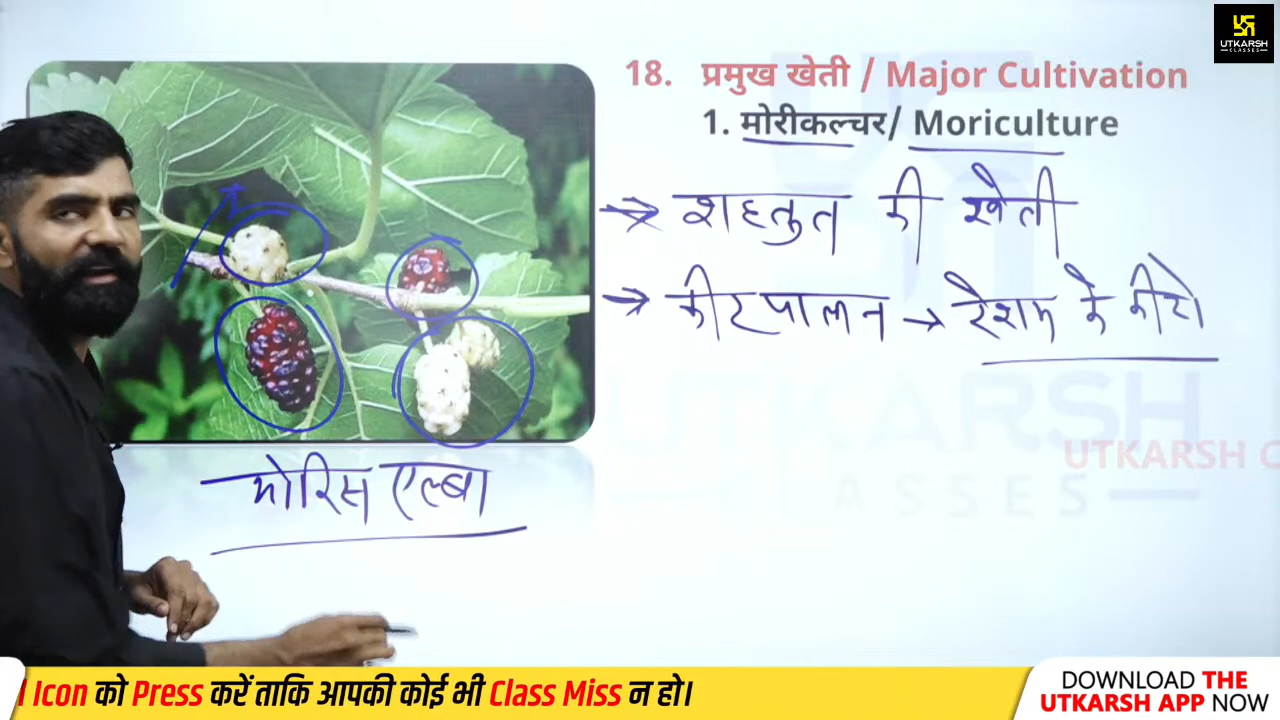 UTKARSH
CLASSES
18. प्रमुख खेती / Major Cultivation
1. मोरीकल्चर/ Moriculture
→ शहतुत की खेती
→ कीटपालन → रेशम के कीटो
UTKARSH
CLASSES
UTKARSH C
मोरिस एल्बा
l Icon को Press करें ताकि आपकी कोई भी Class Miss न हो।
DOWNLOAD THE
UTKARSH APP NOW